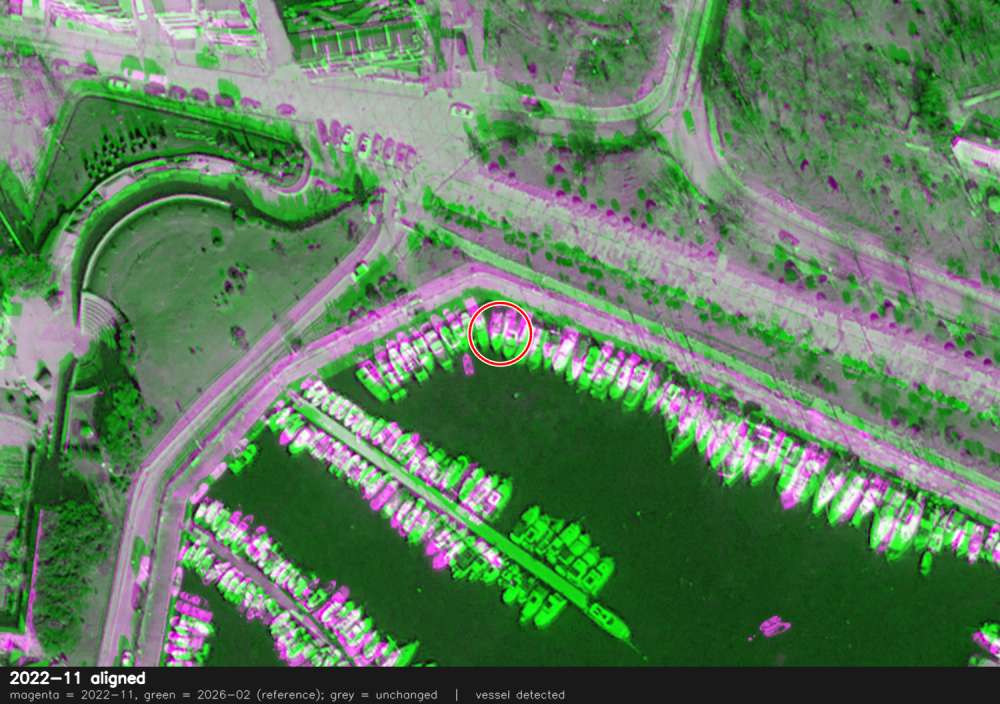 2022-11 aligned
magenta = 2022-11, green = 2026-02 (reference); grey = unchanged | vessel detected